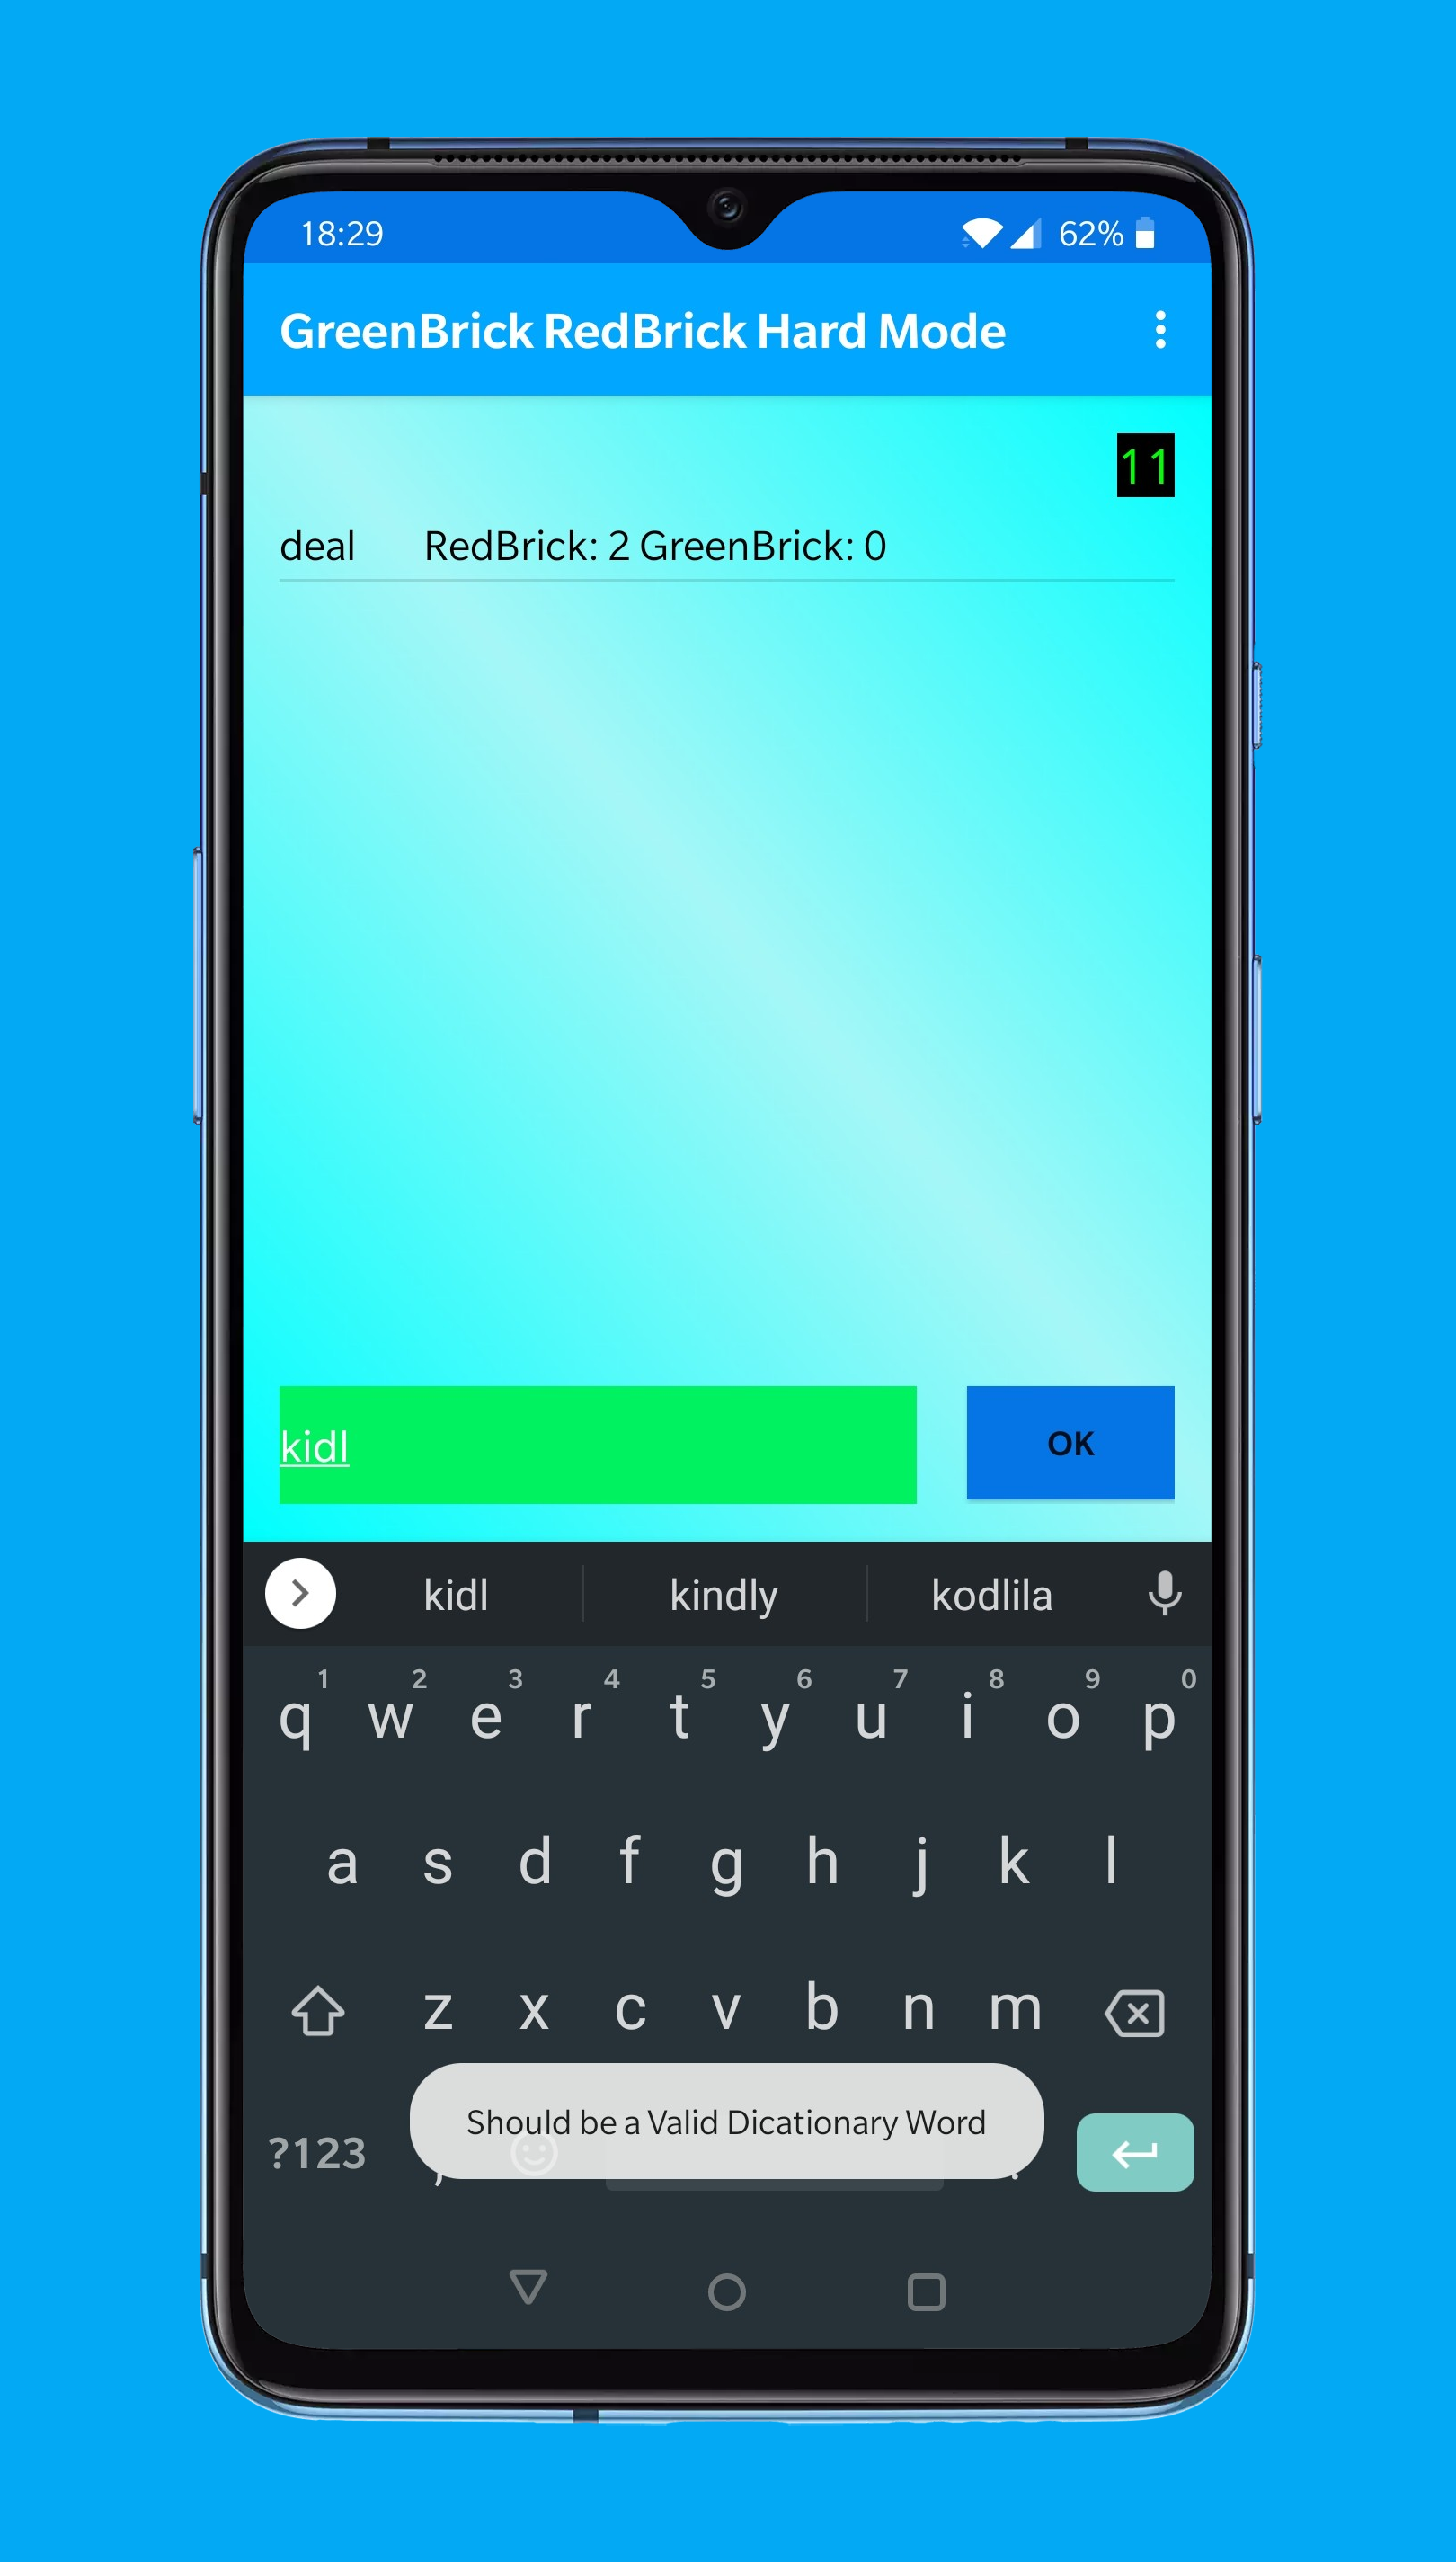 18:29 62%
GreenBrick RedBrick Hard Mode
11
deal RedBrick: 2 GreenBrick: 0
kidl OK
kidl kindly kodlila
1 2 3 4 5 6 7 8 9 0
q w e r t y u i o p
a s d f g h j k l
z x c v b n m
Should be a Valid Dicationary Word
?123 , .